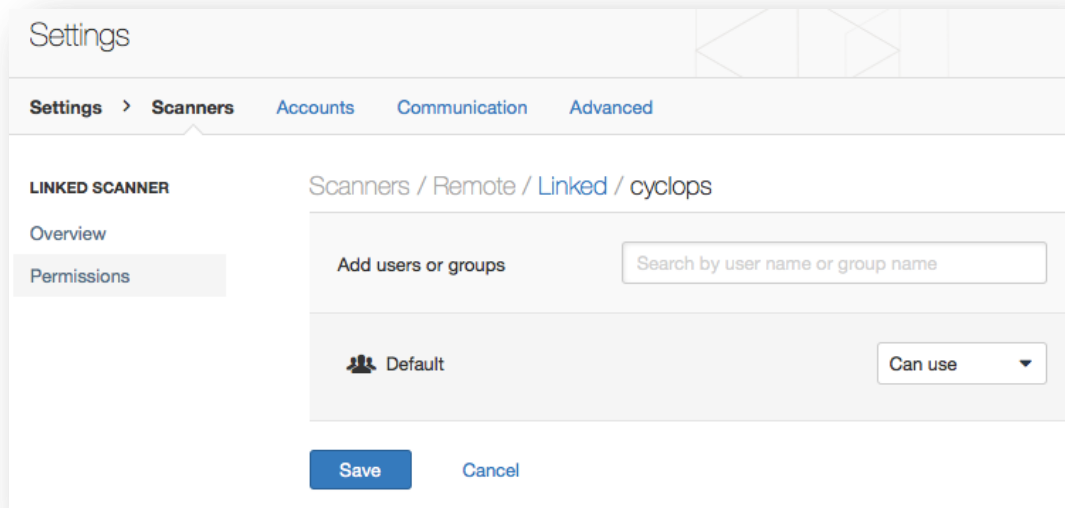 Settings
Settings > Scanners Accounts Communication Advanced
LINKED SCANNER
Overview
Permissions
Scanners / Remote / Linked / cyclops
Add users or groups Search by user name or group name
Default Can use
Save Cancel